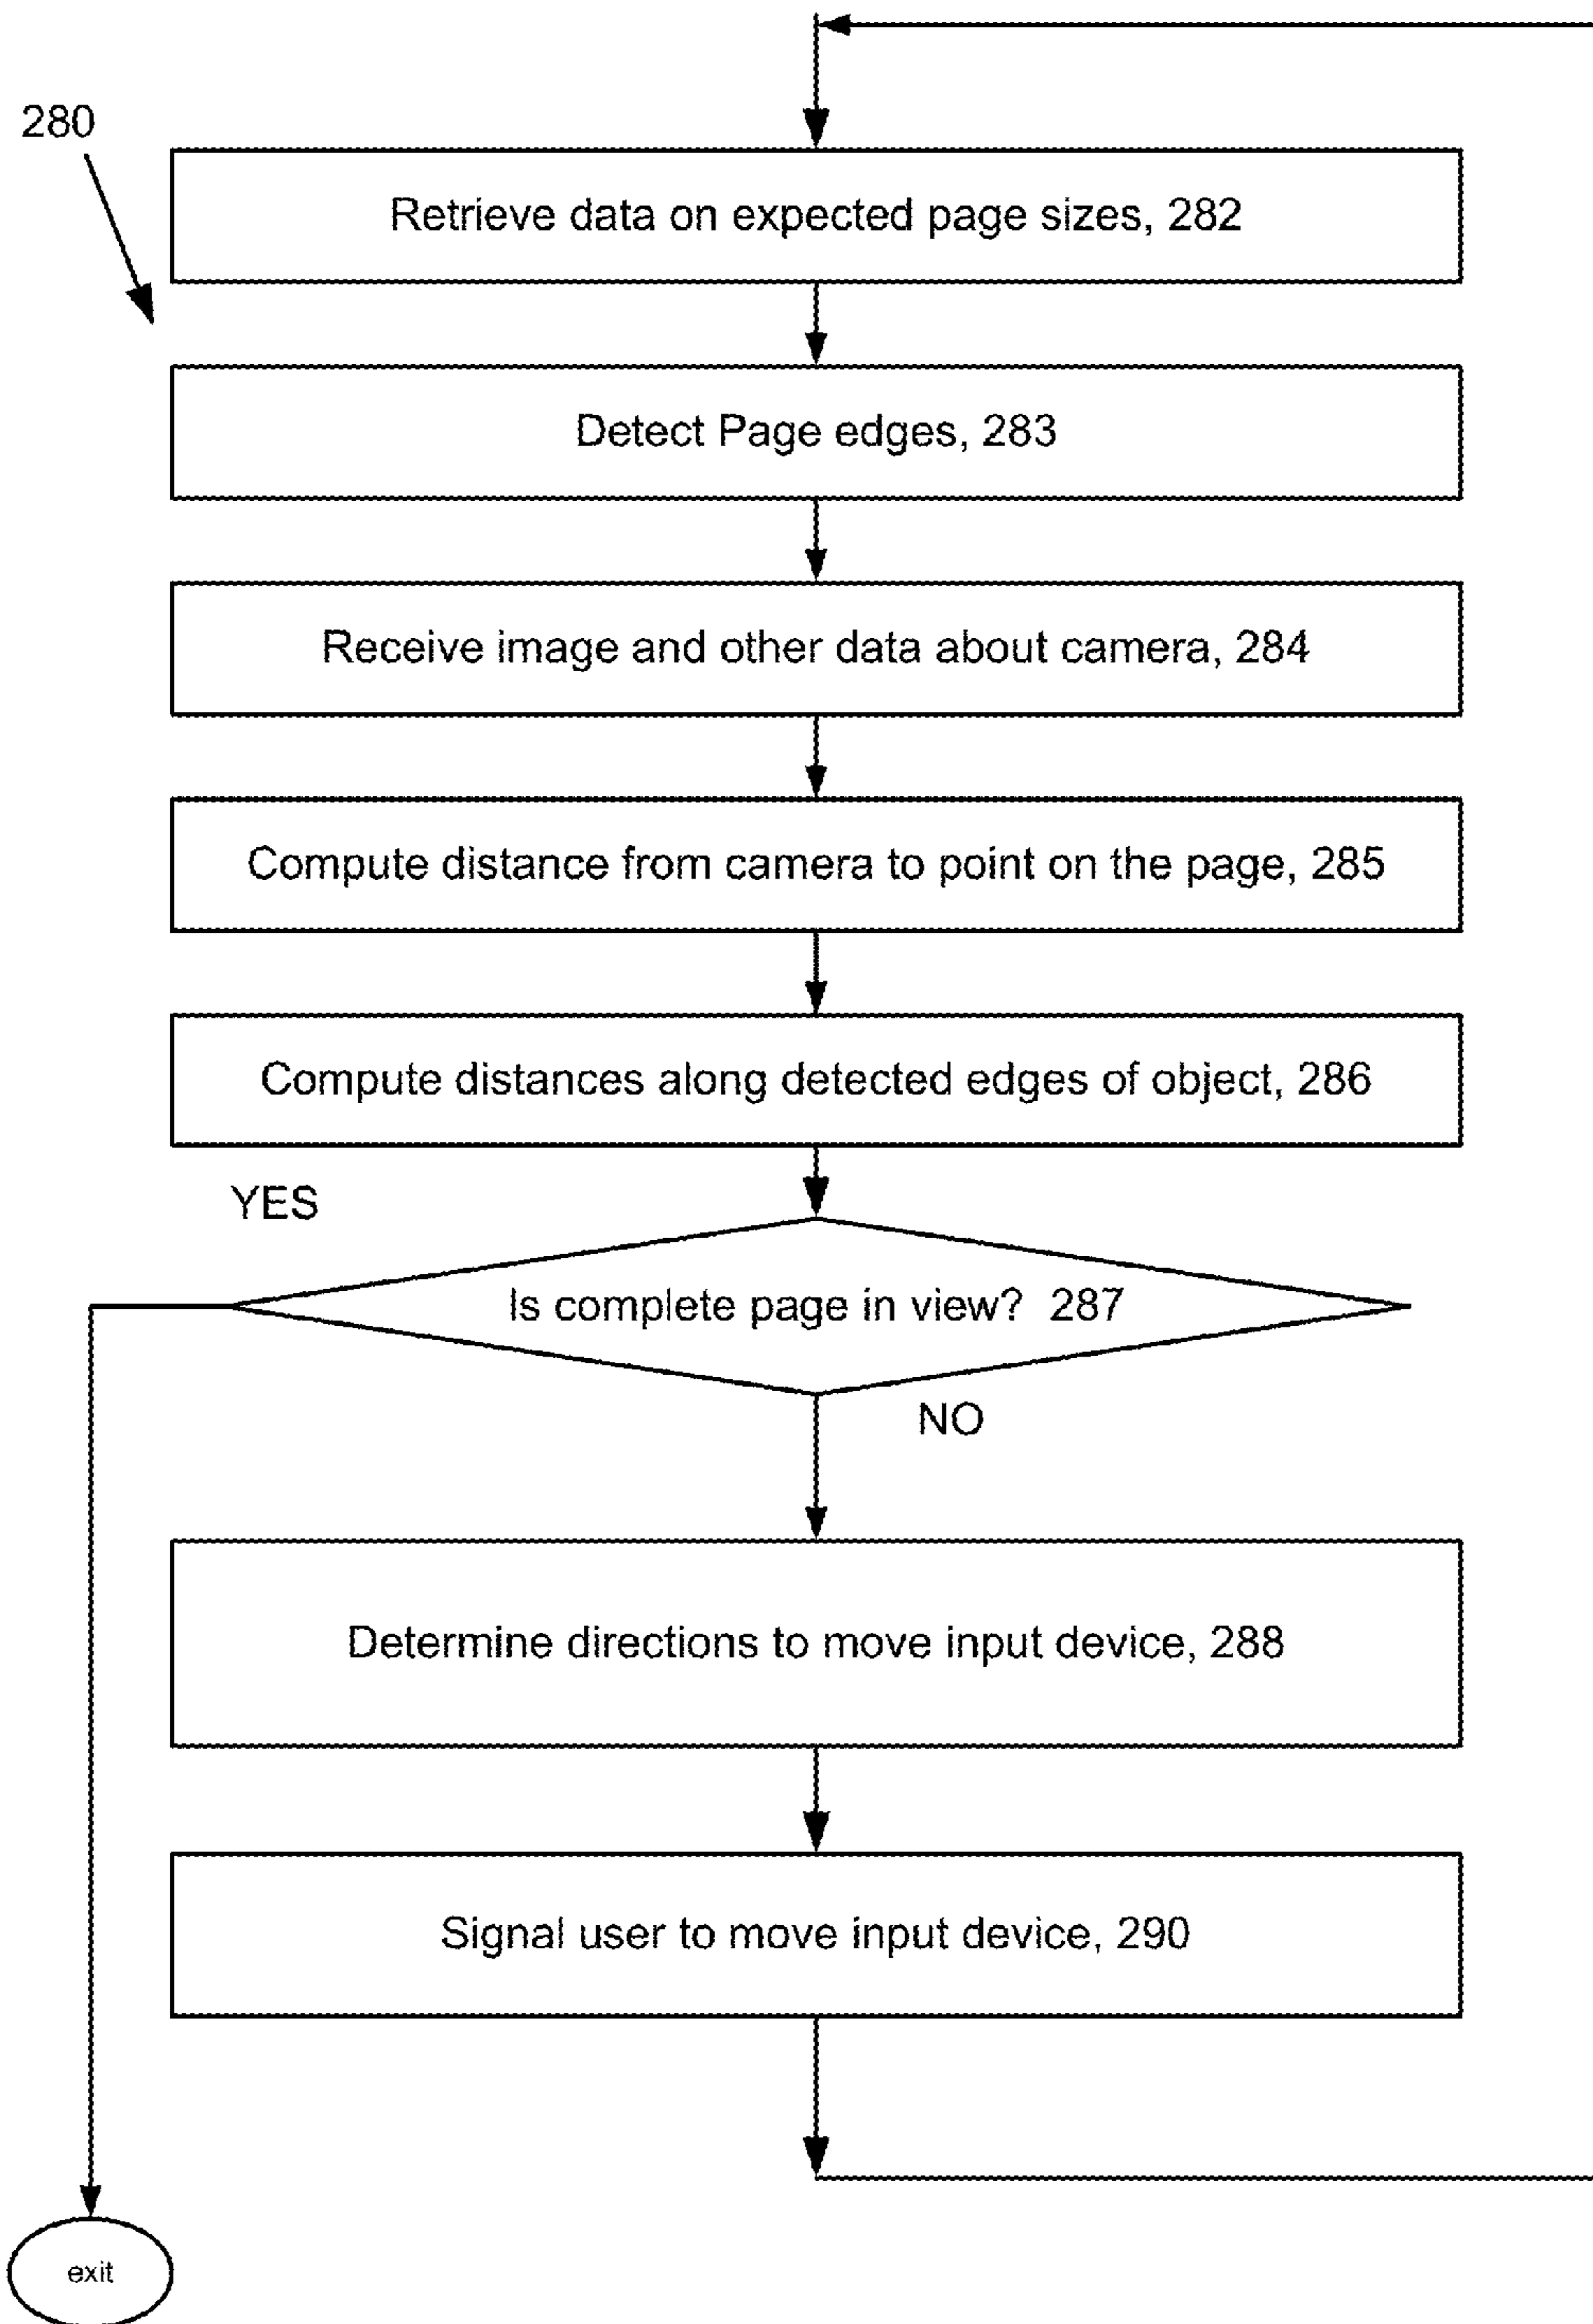 280
Retrieve data on expected page sizes, 282
Detect Page edges, 283
Receive image and other data about camera, 284
Compute distance from camera to point on the page, 285
Compute distances along detected edges of object, 286
YES
Is complete page in view? 287
NO
Determine directions to move input device, 288
Signal user to move input device, 290
exit